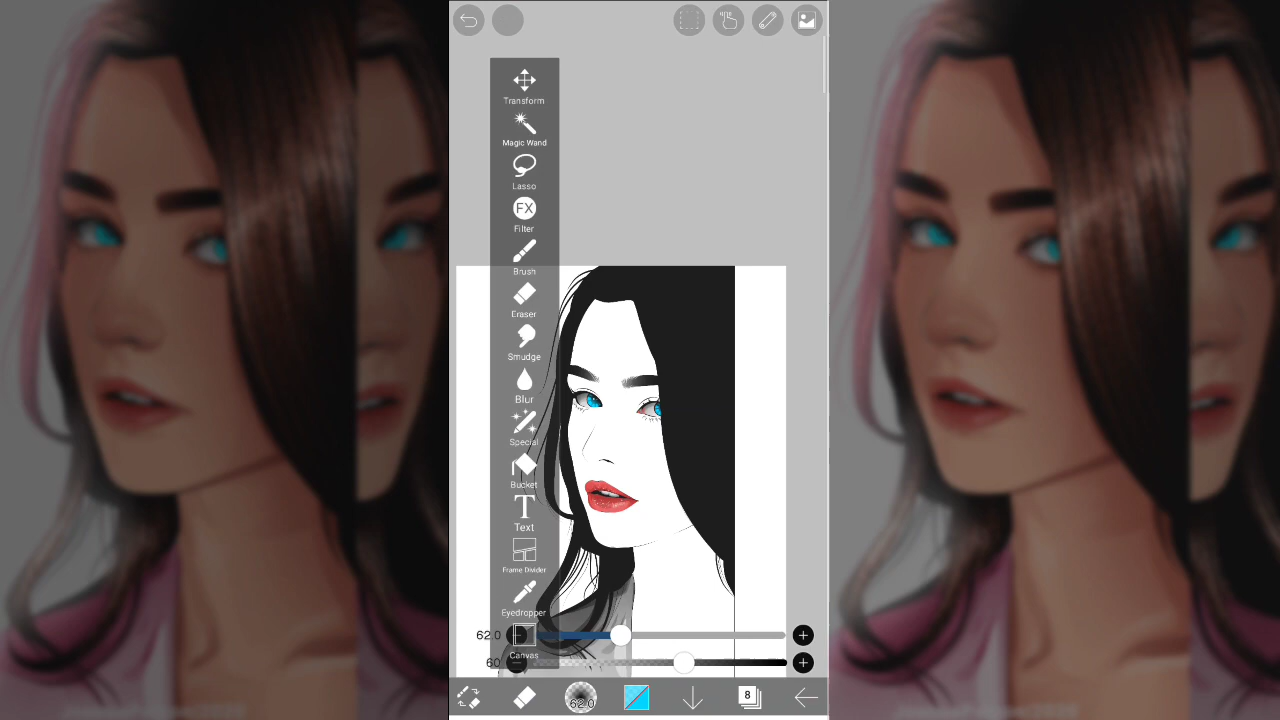 Transform
Magic Wand
Lasso
FX
Filter
Brush
Eraser
Smudge
Blur
Special
Bucket
T
Text
Frame Divider
Eyedropper
62.0
Canvas
60
62.0
8